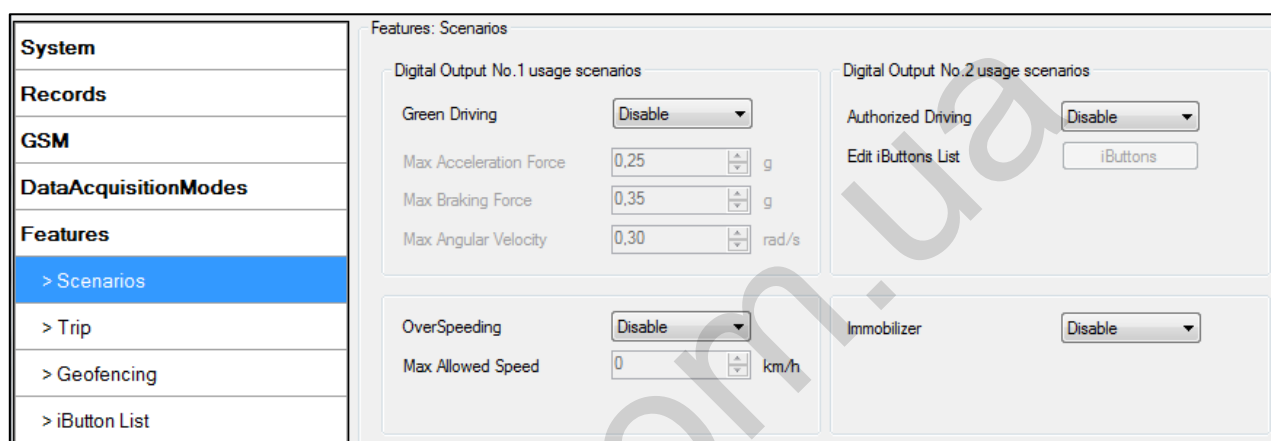 System
Records
GSM
DataAcquisitionModes
Features
> Scenarios
> Trip
> Geofencing
> iButton List
Features: Scenarios
Digital Output No.1 usage scenarios
Green Driving Disable
Max Acceleration Force 0,25 g
Max Braking Force 0,35 g
Max Angular Velocity 0,30 rad/s
OverSpeeding Disable
Max Allowed Speed 0 km/h
Digital Output No.2 usage scenarios
Authorized Driving Disable
Edit iButtons List iButtons
Immobilizer Disable
om.ua